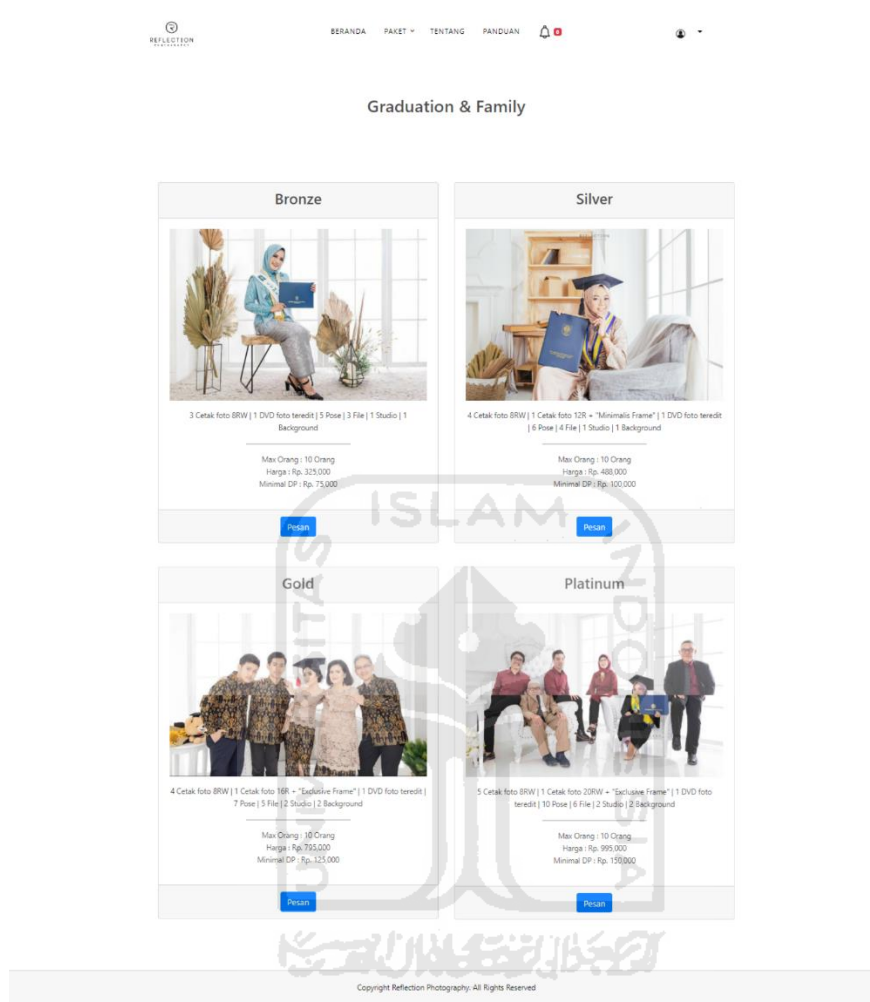 REFLECTION
PHOTOGRAPHY
BERANDA PAKET TENTANG PANDUAN
Graduation & Family
Bronze
3 Cetak foto 8RW | 1 DVD foto teredit | 5 Pose | 3 File | 1 Studio | 1
Background
Max Orang : 10 Orang
Harga : Rp. 325,000
Minimal DP : Rp. 75,000
Pesan
Silver
4 Cetak foto 8RW | 1 Cetak foto 12R + "Minimalis Frame" | 1 DVD foto teredit
| 6 Pose | 4 File | 1 Studio | 1 Background
Max Orang : 10 Orang
Harga : Rp. 488,000
Minimal DP : Rp. 100,000
Pesan
Gold
4 Cetak foto 8RW | 1 Cetak foto 16R + "Exclusive Frame" | 1 DVD foto teredit |
7 Pose | 5 File | 2 Studio | 2 Background
Max Orang : 10 Orang
Harga : Rp. 795,000
Minimal DP : Rp. 125,000
Pesan
Platinum
5 Cetak foto 8RW | 1 Cetak foto 20RW + "Exclusive Frame" | 1 DVD foto
teredit | 10 Pose | 6 File | 2 Studio | 2 Background
Max Orang : 10 Orang
Harga : Rp. 995,000
Minimal DP : Rp. 150,000
Pesan
UNIVERSITAS
ISLAM
INDONESIA
Copyright Reflection Photography. All Rights Reserved